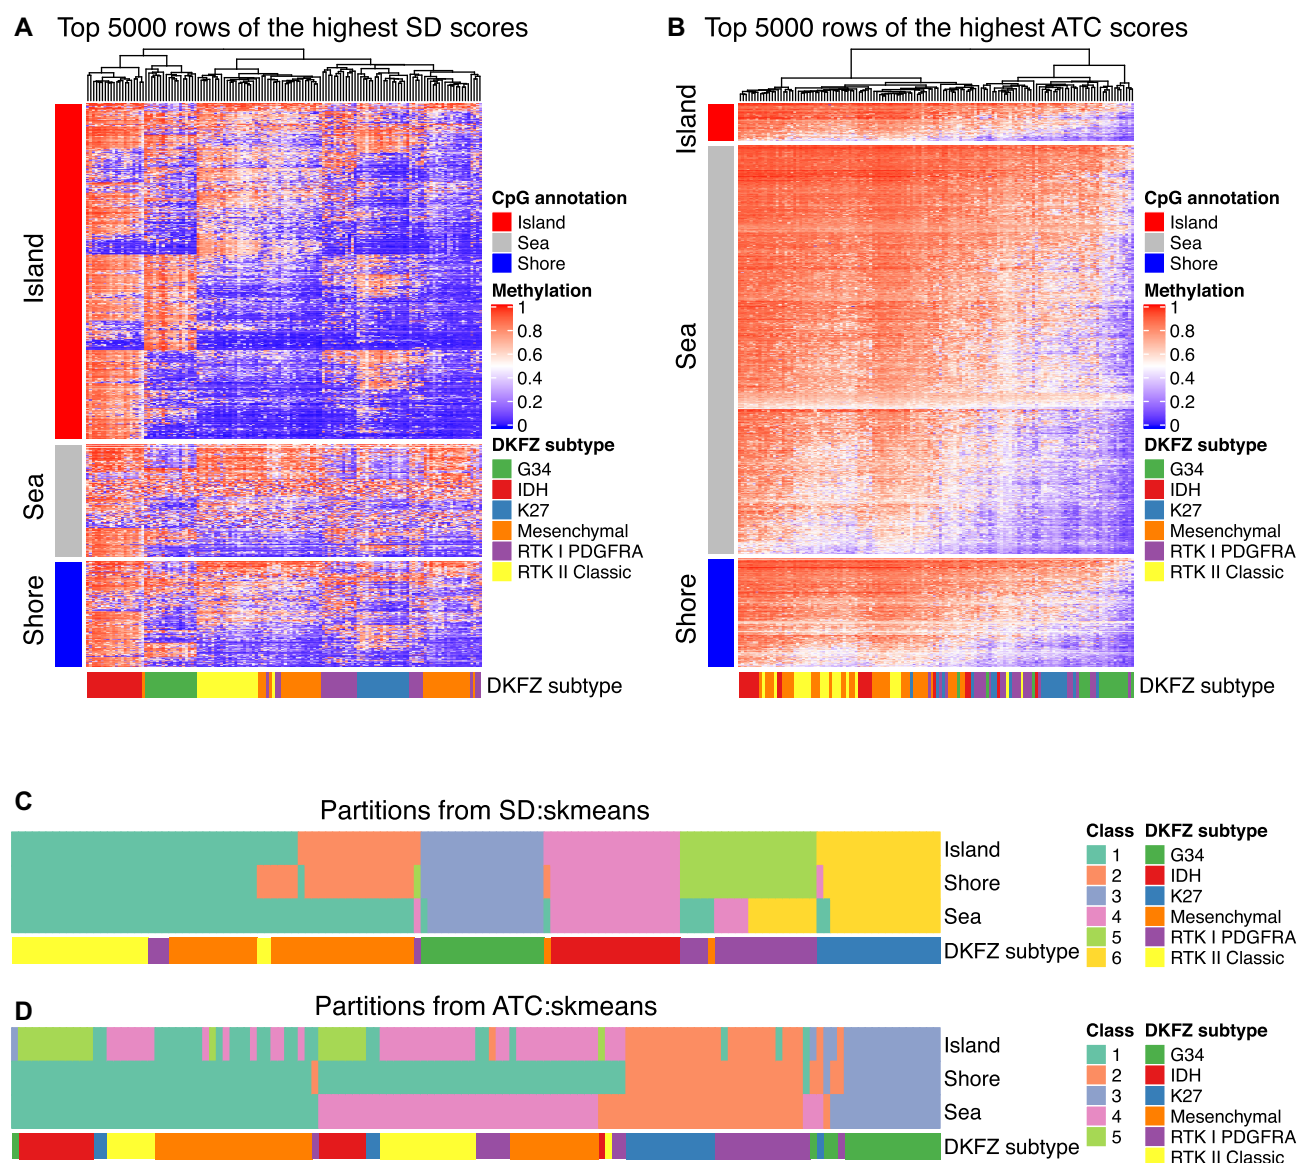 A Top 5000 rows of the highest SD scores
Island
Sea
Shore
CpG annotation
Island
Sea
Shore
Methylation
1
0.8
0.6
0.4
0.2
0
DKFZ subtype
G34
IDH
K27
Mesenchymal
RTK I PDGFRA
RTK II Classic
DKFZ subtype
B Top 5000 rows of the highest ATC scores
Island
Sea
Shore
CpG annotation
Island
Sea
Shore
Methylation
1
0.8
0.6
0.4
0.2
0
DKFZ subtype
G34
IDH
K27
Mesenchymal
RTK I PDGFRA
RTK II Classic
DKFZ subtype
C
Partitions from SD:skmeans
Island
Shore
Sea
DKFZ subtype
Class DKFZ subtype
1 G34
2 IDH
3 K27
4 Mesenchymal
5 RTK I PDGFRA
6 RTK II Classic
D
Partitions from ATC:skmeans
Island
Shore
Sea
DKFZ subtype
Class DKFZ subtype
1 G34
2 IDH
3 K27
4 Mesenchymal
5 RTK I PDGFRA
RTK II Classic